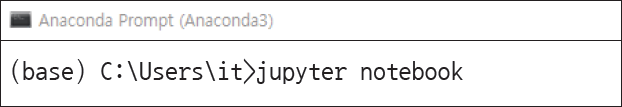 Anaconda Prompt (Anaconda3)
(base) C:\Users\it>jupyter notebook